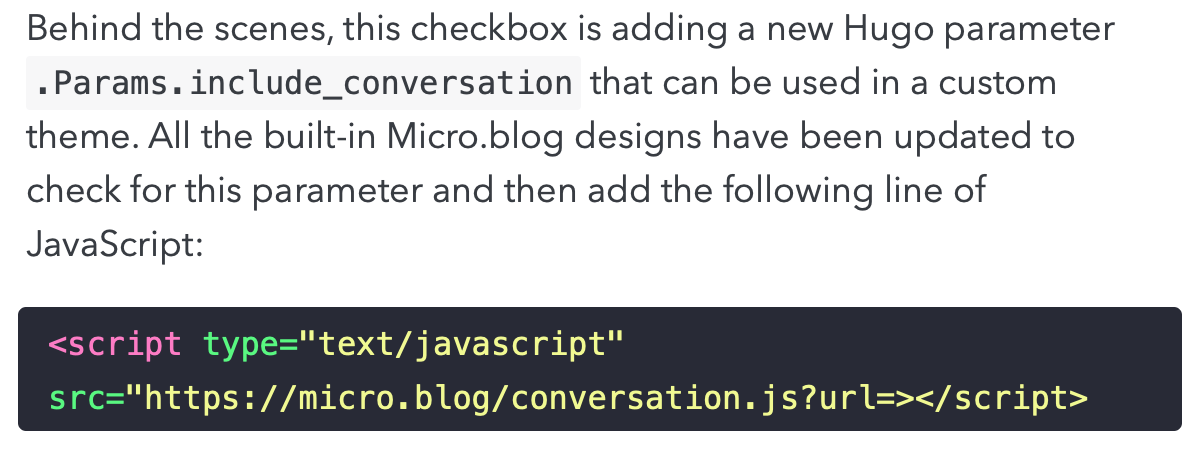 Behind the scenes, this checkbox is adding a new Hugo parameter
.Params.include_conversation that can be used in a custom
theme. All the built-in Micro.blog designs have been updated to
check for this parameter and then add the following line of
JavaScript:
<script type="text/javascript"
src="https://micro.blog/conversation.js?url=></script>